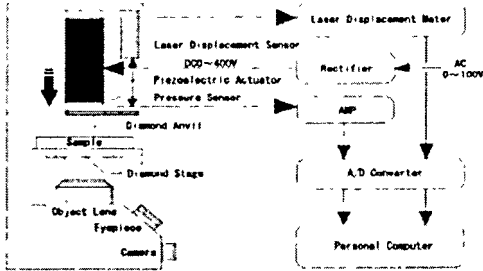 Laser Displacement Meter
Laser Displacement Sensor
DC0~400V
Piezoelectric Actuator
Pressure Sensor
Rectifier
AC
0~100V
AMP
Diamond Anvil
Sample
Diamond Stage
A/D Converter
Object Lens
Eyepiece
Camera
Personal Computer